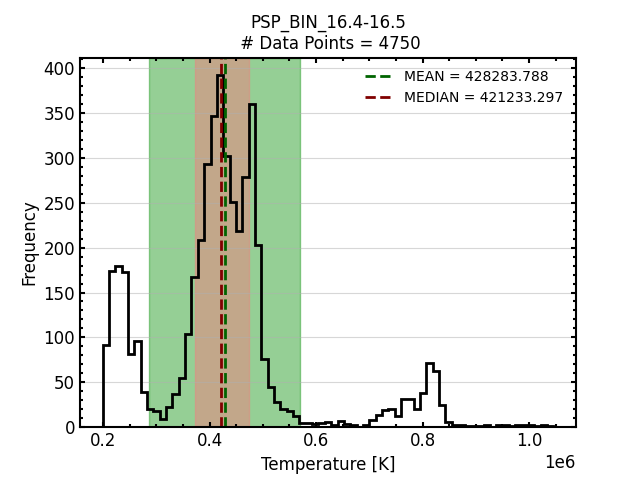 PSP_BIN_16.4-16.5
# Data Points = 4750
MEAN = 428283.788
MEDIAN = 421233.297
Frequency
400
350
300
250
200
150
100
50
0
0.2 0.4 0.6 0.8 1.0
1e6
Temperature [K]